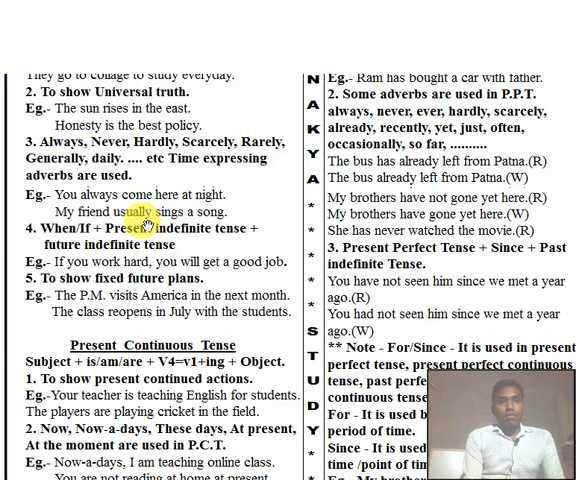 They go to collage to study everyday.
2. To show Universal truth.
Eg.- The sun rises in the east.
Honesty is the best policy.
3. Always, Never, Hardly, Scarcely, Rarely,
Generally, daily. .... etc Time expressing
adverbs are used.
Eg.- You always come here at night.
My friend usually sings a song.
4. When/If + Present indefinite tense +
future indefinite tense
Eg.- If you work hard, you will get a good job.
5. To show fixed future plans.
Eg.- The P.M. visits America in the next month.
The class reopens in July with the students.
Present Continuous Tense
Subject + is/am/are + V4=v1+ing + Object.
1. To show present continued actions.
Eg.-Your teacher is teaching English for students.
The players are playing cricket in the field.
2. Now, Now-a-days, These days, At present,
At the moment are used in P.C.T.
Eg.- Now-a-days, I am teaching online class.
You are not reading at home at present.
N
A
K
Y
A
*
*
*
*
S
T
U
D
Y
*
*
*
Eg.- Ram has bought a car with father.
2. Some adverbs are used in P.P.T.
always, never, ever, hardly, scarcely,
already, recently, yet, just, often,
occasionally, so far, ..........
The bus has already left from Patna.(R)
The bus already left from Patna.(W)
My brothers have not gone yet here.(R)
My brothers have gone yet here.(W)
She has never watched the movie.(R)
3. Present Perfect Tense + Since + Past
indefinite Tense.
You have not seen him since we met a year
ago.(R)
You had not seen him since we met a year
ago.(W)
** Note - For/Since - It is used in present
perfect tense, present perfect continuous
tense, past perfe
continuous tense
For - It is used b
period of time.
Since - It is used
time /point of tim
Eg.- My brother